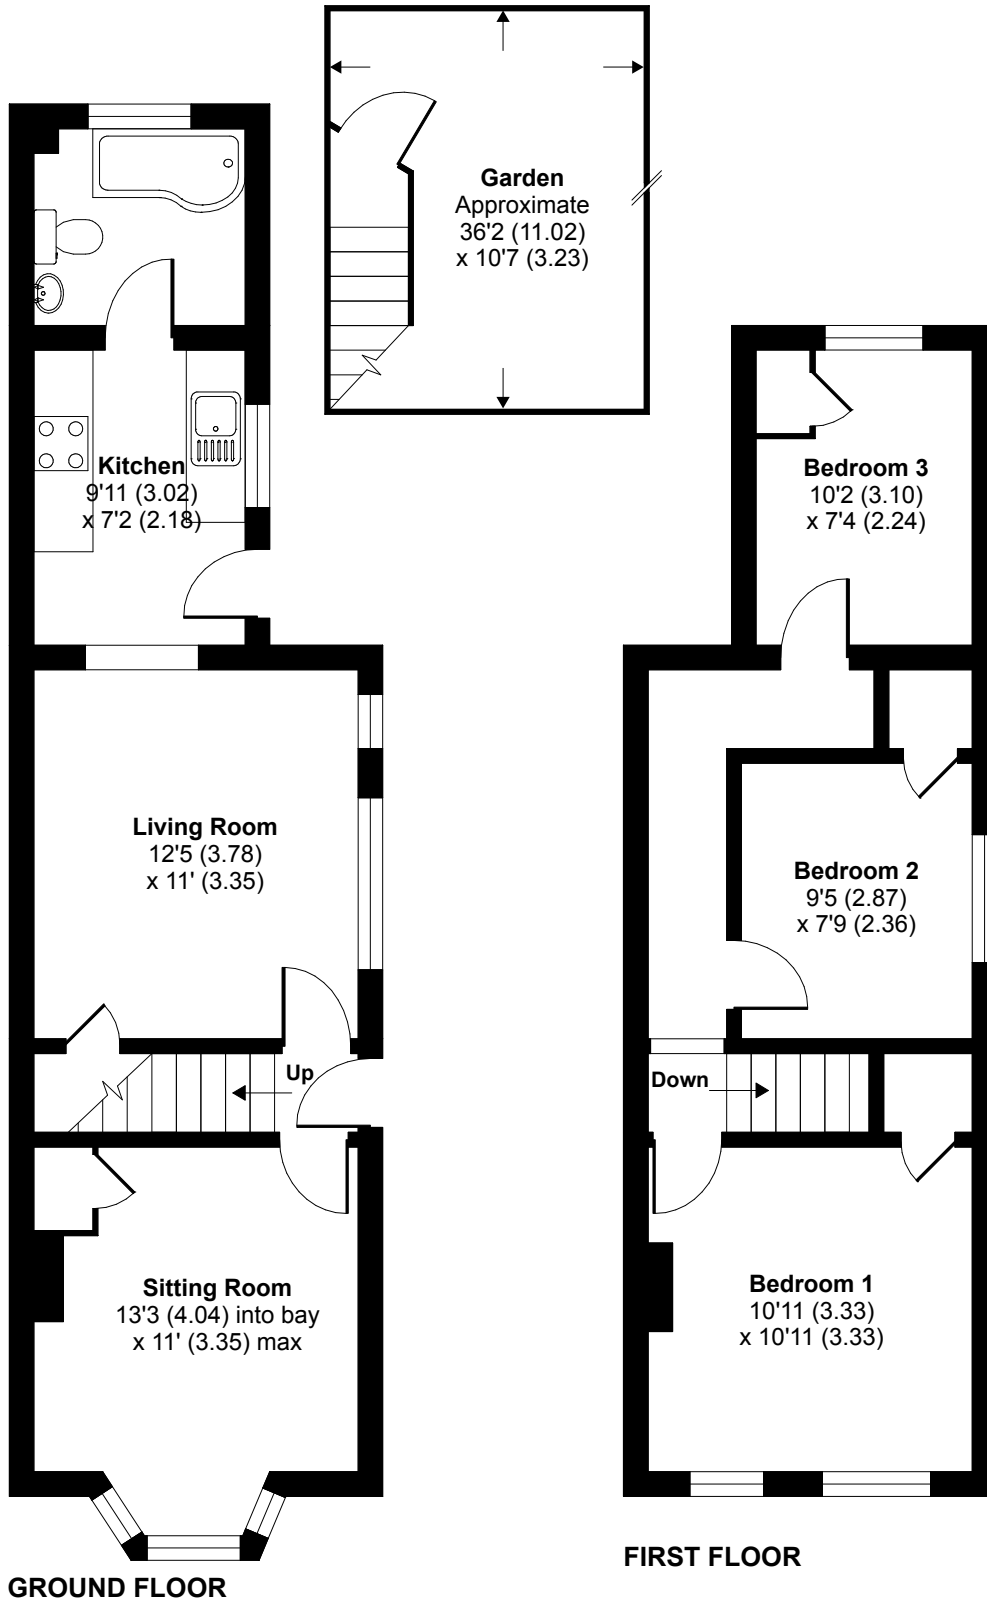 Garden
Approximate
36'2 (11.02)
x 10'7 (3.23)
Kitchen
9'11 (3.02)
x 7'2 (2.18)
Bedroom 3
10'2 (3.10)
x 7'4 (2.24)
Living Room
12'5 (3.78)
x 11' (3.35)
Bedroom 2
9'5 (2.87)
x 7'9 (2.36)
Up
Down
Sitting Room
13'3 (4.04) into bay
x 11' (3.35) max
Bedroom 1
10'11 (3.33)
x 10'11 (3.33)
GROUND FLOOR
FIRST FLOOR